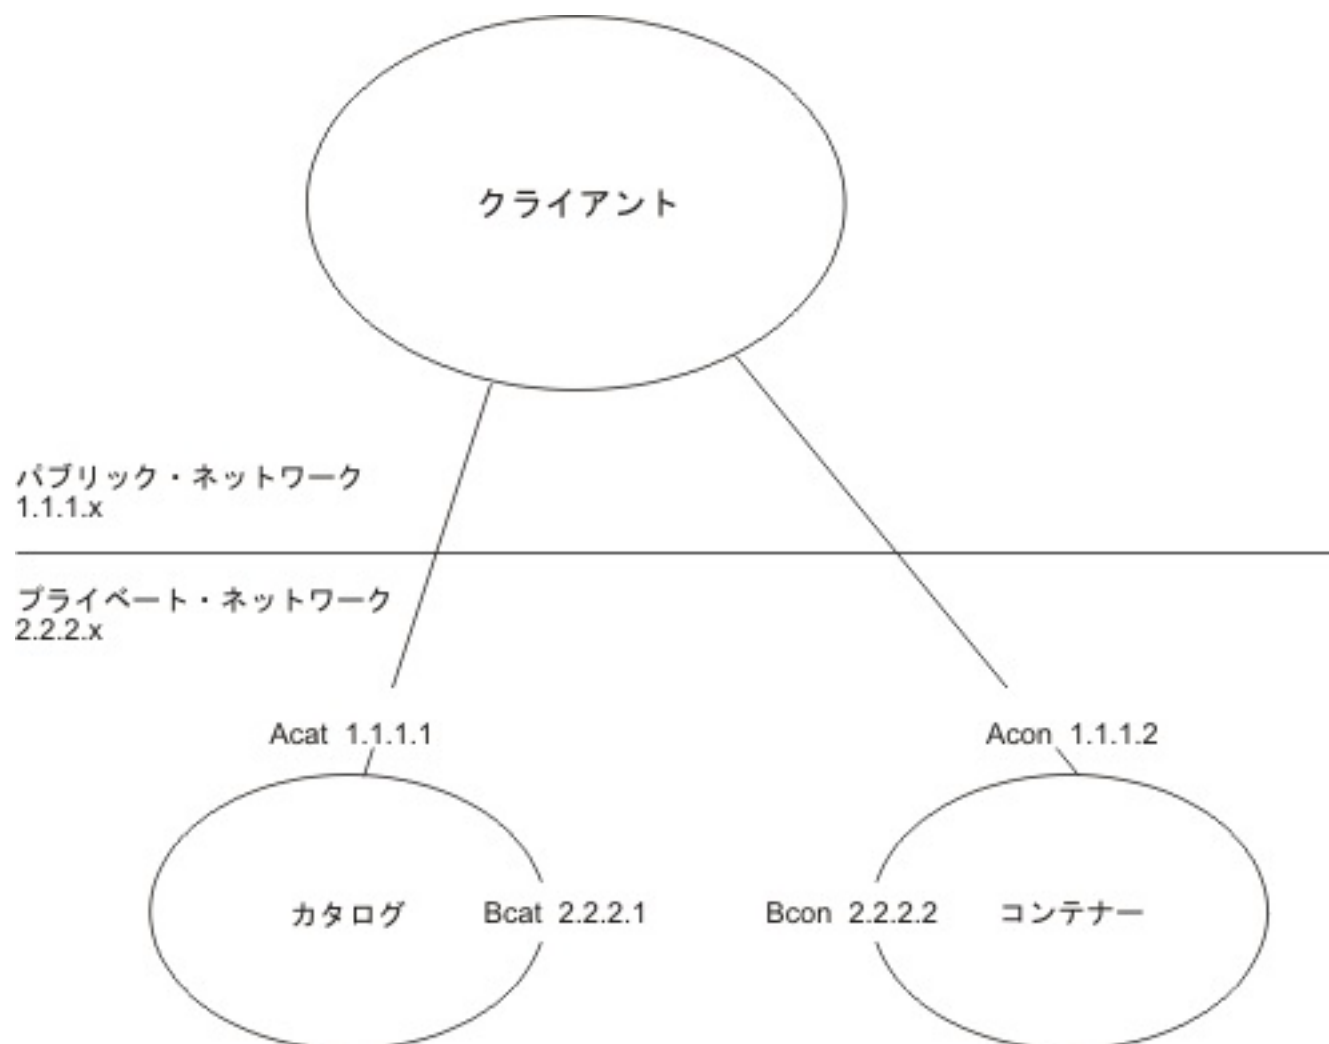 クライアント
パブリック・ネットワーク
1.1.1.x
プライベート・ネットワーク
2.2.2.x
Acat 1.1.1.1
Acon 1.1.1.2
カタログ
Bcat 2.2.2.1
Bcon 2.2.2.2
コンテナー